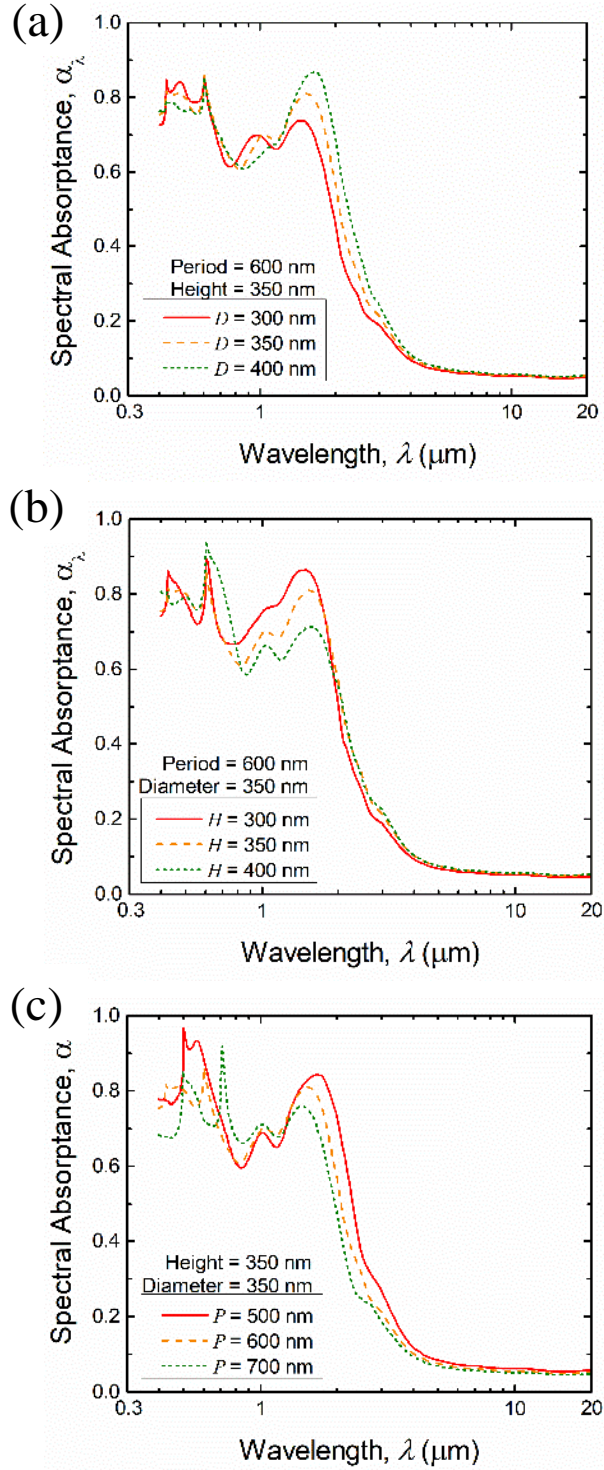 (a)
Spectral Absorptance, α_λ
1.0
0.8
0.6
0.4
0.2
0.0
Period = 600 nm
Height = 350 nm
D = 300 nm
D = 350 nm
D = 400 nm
0.3
1
10
20
Wavelength, λ (μm)
(b)
Spectral Absorptance, α_λ
1.0
0.8
0.6
0.4
0.2
0.0
Period = 600 nm
Diameter = 350 nm
H = 300 nm
H = 350 nm
H = 400 nm
0.3
1
10
20
Wavelength, λ (μm)
(c)
Spectral Absorptance, α
1.0
0.8
0.6
0.4
0.2
0.0
Height = 350 nm
Diameter = 350 nm
P = 500 nm
P = 600 nm
P = 700 nm
0.3
1
10
20
Wavelength, λ (μm)